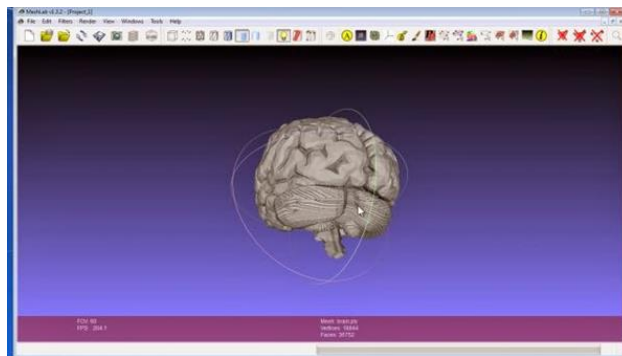 MeshLab v1.3.2 - [Project_1]
File Edit Filters Render View Windows Tools Help
FOV: 60
FPS: 204.1
Mesh: brain.ply
Vertices: 18844
Faces: 36752